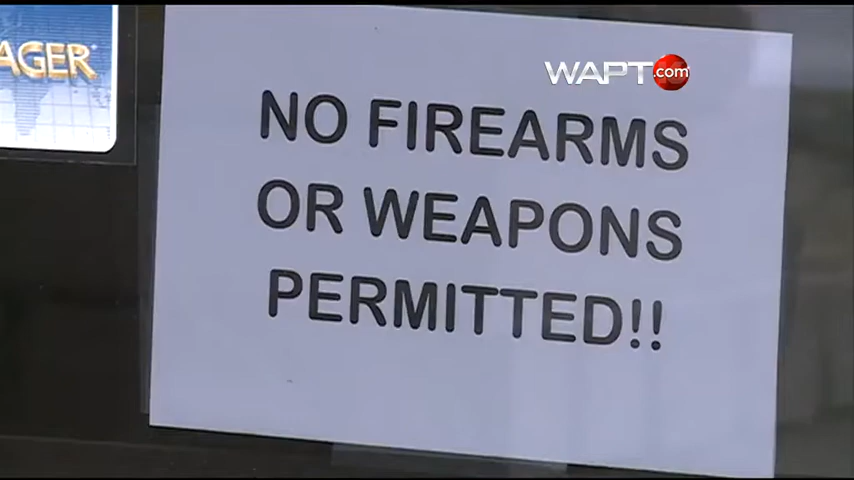 AGER
WAPT.com
NO FIREARMS
OR WEAPONS
PERMITTED!!